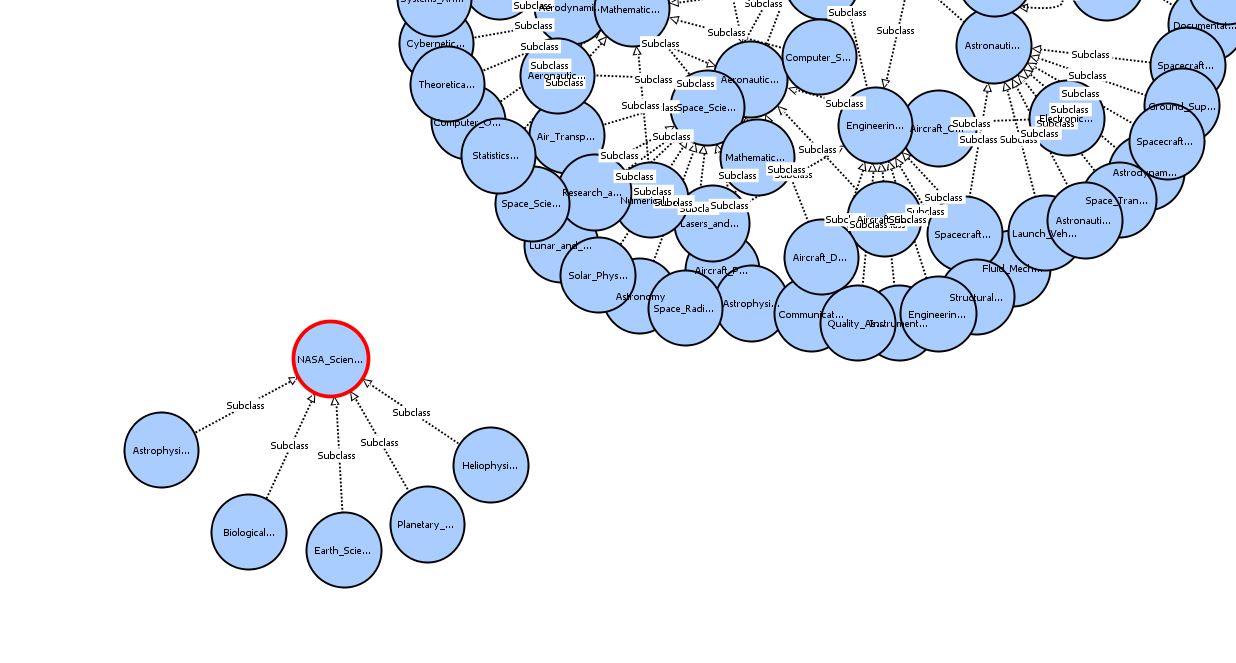 Subclass
Aerodynami...
Mathematic...
Subclass
Subclass
Computer_S...
Astronauti...
Documentat...
Cybernetic...
Subclass
Subclass
Subclass
Subclass
Subclass
Theoretica...
Aeronautic...
Subclass
Subclass
Subclass
Subclass
Aeronautic...
Subclass
Subclass
Spacecraft...
Subclass
Space_Scie...
Subclass
Subclass
Subclass
Ground_Sup...
Computer_O...
Air_Transp...
Subclass
Engineerin...
Aircraft_C...
Subclass
Electronic...
Subclass
Subclass
Subclass
Subclass
Spacecraft...
Statistics...
Subclass
Mathematic...
Subclass
Subclass
Subclass
Subclass
Astrodynam...
Research_a...
Subclass
Numerical
Subclass
Subclass
Subclass
Space_Scie...
Space_Tran...
Lasers_and...
Aircraft
Subclass
Subclass
Subclass
Astronauti...
Lunar_and_...
Spacecraft...
Launch_Veh...
Aircraft_D...
Solar_Phys...
Aircraft_P...
Fluid_Mech...
Astronomy
Space_Radi...
Astrophysi...
Communicat...
Structural...
Engineerin...
NASA_Scien...
Subclass
Subclass
Subclass
Subclass
Subclass
Astrophysi...
Heliophysi...
Biological...
Planetary_...
Earth_Scie...